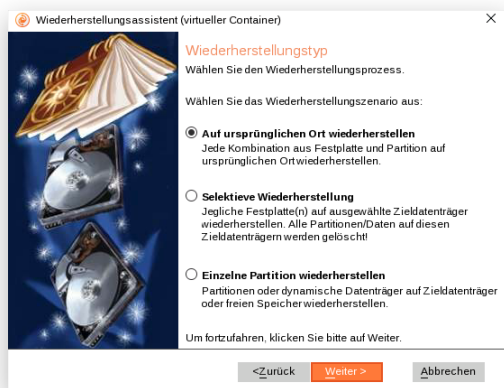 Wiederherstellungsassistent (virtueller Container)
Wiederherstellungstyp
Wählen Sie den Wiederherstellungsprozess.
Wählen Sie das Wiederherstellungszenario aus:
Auf ursprünglichen Ort wiederherstellen
Jede Kombination aus Festplatte und Partition auf
ursprünglichen Ort wiederherstellen.
Selektieve Wiederherstellung
Jegliche Festplatte(n) auf ausgewählte Zieldatenträger
wiederherstellen. Alle Partitionen/Daten auf diesen
Zieldatenträgern werden gelöscht!
Einzelne Partition wiederherstellen
Partitionen oder dynamische Datenträger auf Zieldatenträger
oder freien Speicher wiederherstellen.
Um fortzufahren, klicken Sie bitte auf Weiter.
<Zurück
Weiter >
Abbrechen